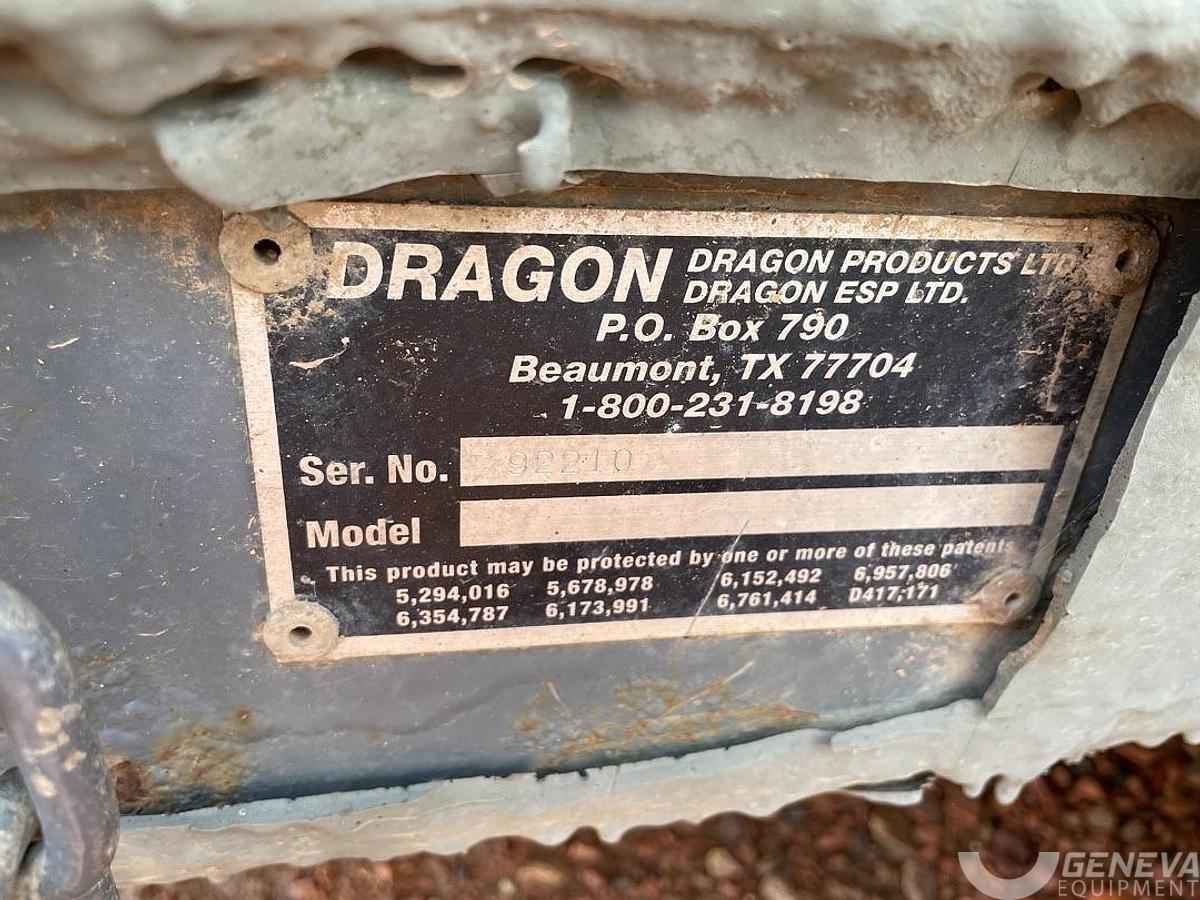 DRAGON DRAGON PRODUCTS LTD
DRAGON ESP LTD.
P.O. Box 790
Beaumont, TX 77704
1-800-231-8198
Ser. No. 92210
Model
This product may be protected by one or more of these patents
5,294,016 5,678,978 6,152,492 6,957,806
6,354,787 6,173,991 6,761,414 D417,171
GENEVA
EQUIPMENT